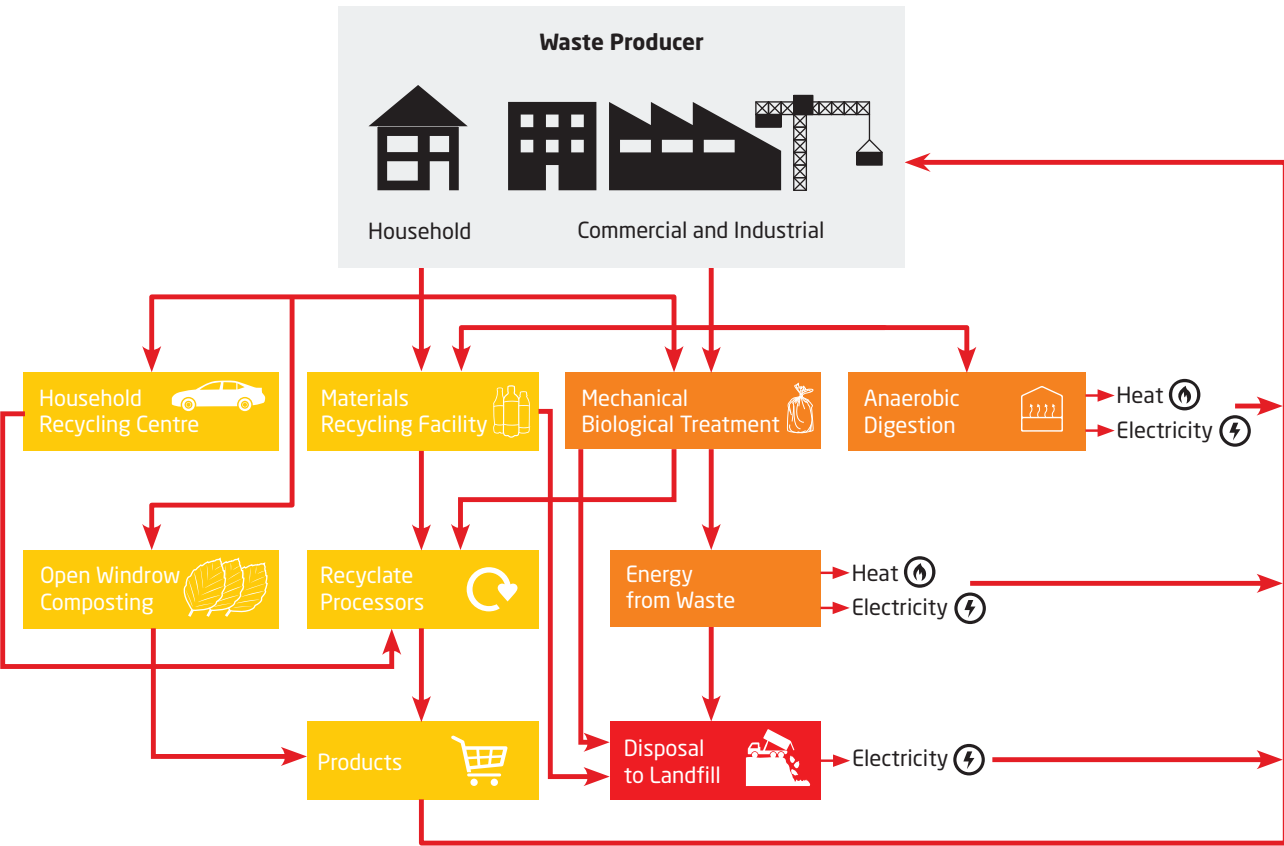 Waste Producer
Household
Commercial and Industrial
Household
Recycling Centre
Materials
Recycling Facility
Mechanical
Biological Treatment
Anaerobic
Digestion
Heat
Electricity
Open Windrow
Composting
Recyclate
Processors
Energy
from Waste
Heat
Electricity
Products
Disposal
to Landfill
Electricity